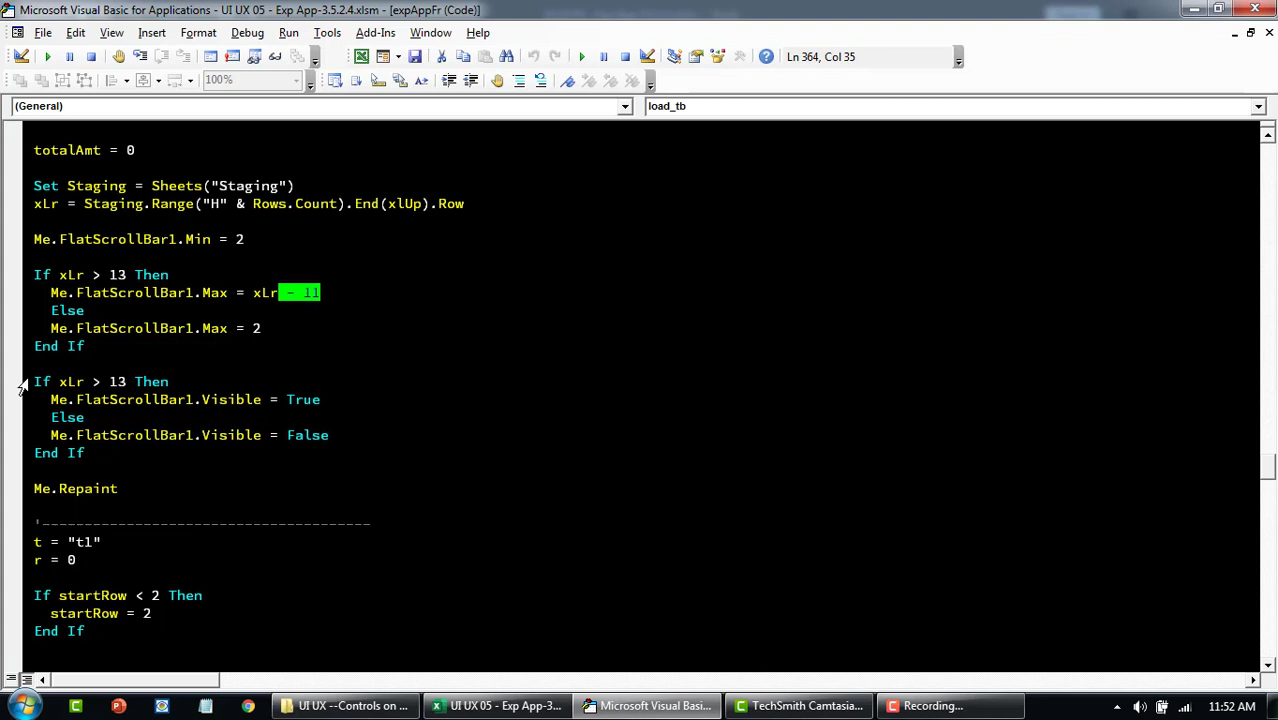 Microsoft Visual Basic for Applications - UI UX 05 - Exp App-3.5.2.4.xlsm - [expAppFr (Code)]
File Edit View Insert Format Debug Run Tools Add-Ins Window Help
Ln 364, Col 35
100%
(General) load_tb
totalAmt = 0
Set Staging = Sheets("Staging")
xLr = Staging.Range("H" & Rows.Count).End(xlUp).Row
Me.FlatScrollBar1.Min = 2
If xLr > 13 Then
Me.FlatScrollBar1.Max = xLr - 11
Else
Me.FlatScrollBar1.Max = 2
End If
If xLr > 13 Then
Me.FlatScrollBar1.Visible = True
Else
Me.FlatScrollBar1.Visible = False
End If
Me.Repaint
'---------------------------------------
t = "t1"
r = 0
If startRow < 2 Then
startRow = 2
End If
UI UX --Controls on ... UI UX 05 - Exp App-3... Microsoft Visual Basi... TechSmith Camtasia... Recording... 11:52 AM